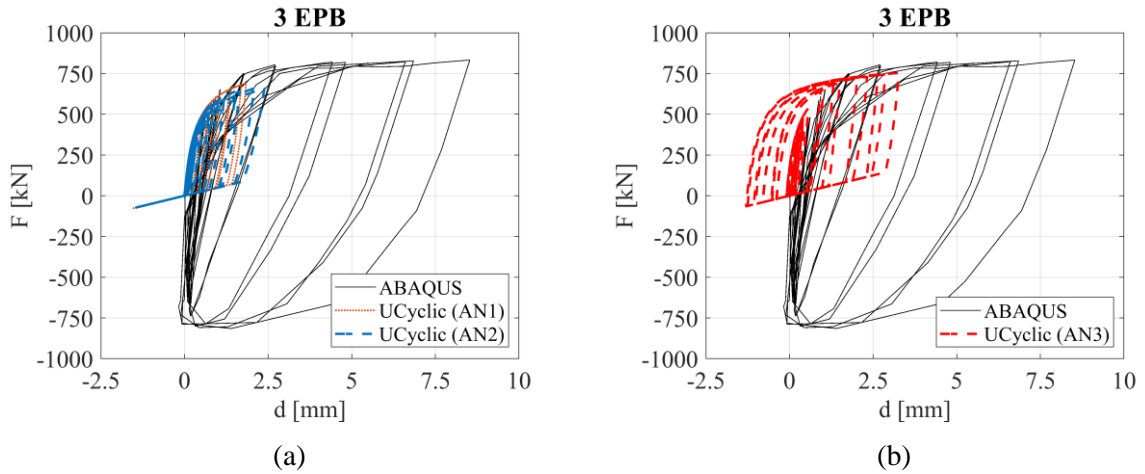 3 EPB
1000
750
500
250
0
-250
-500
-750
-1000
F [kN]
-2.5
0
2.5
5
7.5
10
d [mm]
ABAQUS
UCyclic (AN1)
UCyclic (AN2)
(a)
3 EPB
1000
750
500
250
0
-250
-500
-750
-1000
F [kN]
-2.5
0
2.5
5
7.5
10
d [mm]
ABAQUS
UCyclic (AN3)
(b)